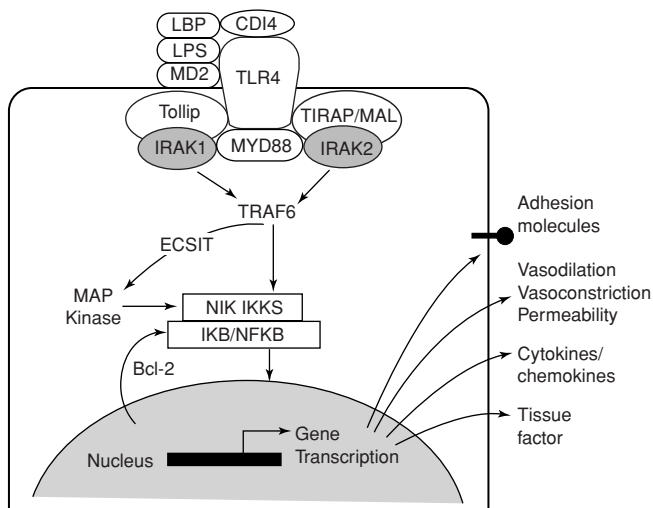 LBP
CDI4
LPS
MD2
TLR4
Tollip
TIRAP/MAL
IRAK1
MYD88
IRAK2
TRAF6
ECSIT
MAP
Kinase
NIK IKKS
IKB/NFKB
Bcl-2
Nucleus
Gene
Transcription
Adhesion
molecules
Vasodilation
Vasoconstriction
Permeability
Cytokines/
chemokines
Tissue
factor